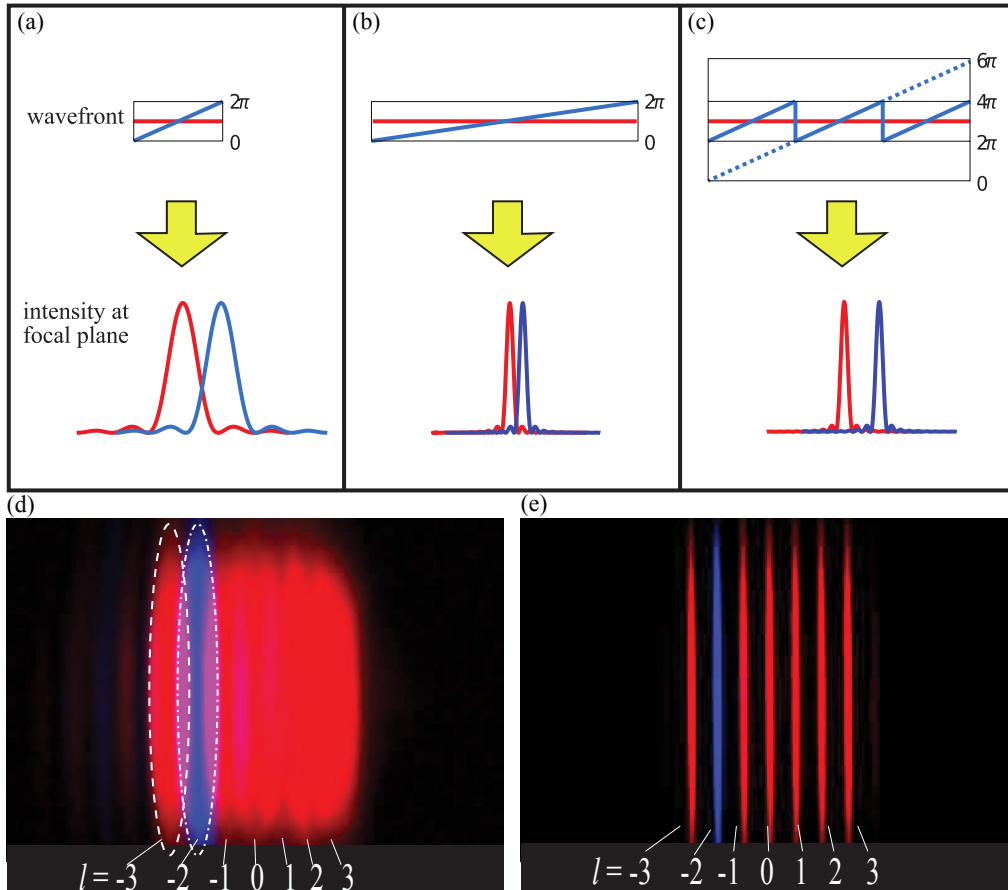 (a)
wavefront
2π
0
intensity at
focal plane
(b)
2π
0
(c)
6π
4π
2π
0
(d)
l = -3 -2 -1 0 1 2 3
(e)
l = -3 -2 -1 0 1 2 3